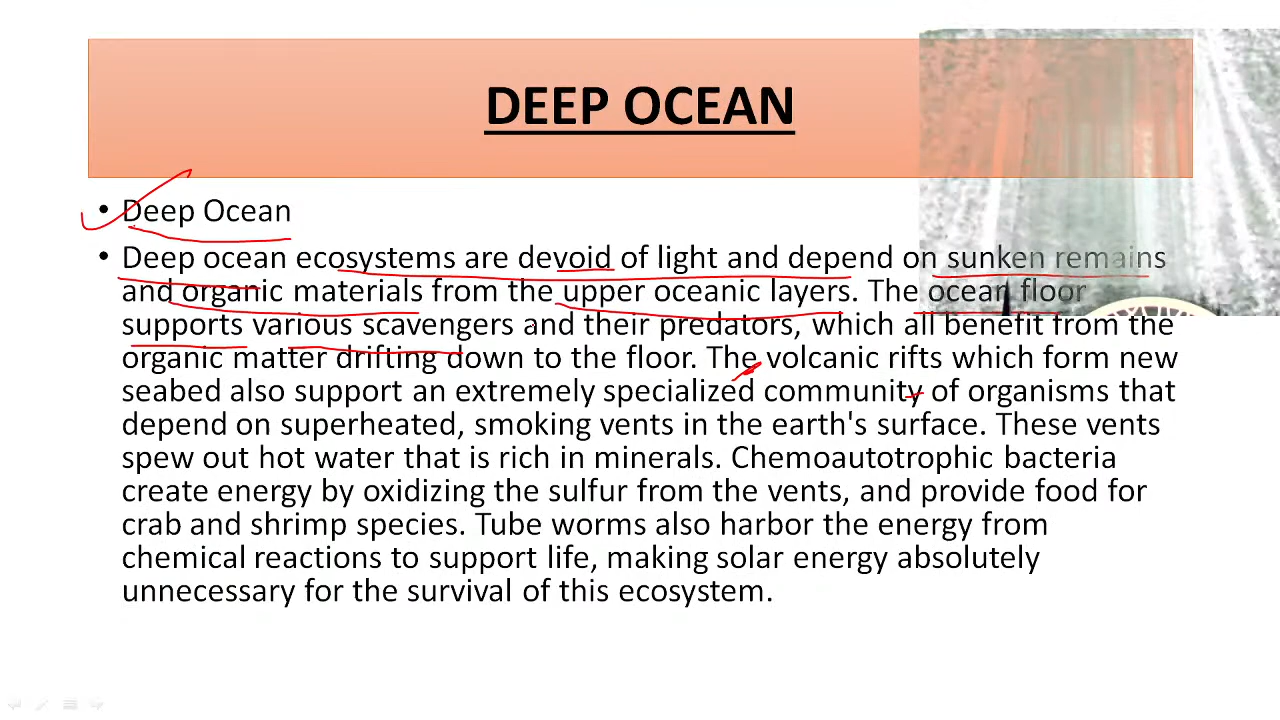 DEEP OCEAN
• Deep Ocean
• Deep ocean ecosystems are devoid of light and depend on sunken remains
and organic materials from the upper oceanic layers. The ocean floor
supports various scavengers and their predators, which all benefit from the
organic matter drifting down to the floor. The volcanic rifts which form new
seabed also support an extremely specialized community of organisms that
depend on superheated, smoking vents in the earth's surface. These vents
spew out hot water that is rich in minerals. Chemoautotrophic bacteria
create energy by oxidizing the sulfur from the vents, and provide food for
crab and shrimp species. Tube worms also harbor the energy from
chemical reactions to support life, making solar energy absolutely
unnecessary for the survival of this ecosystem.